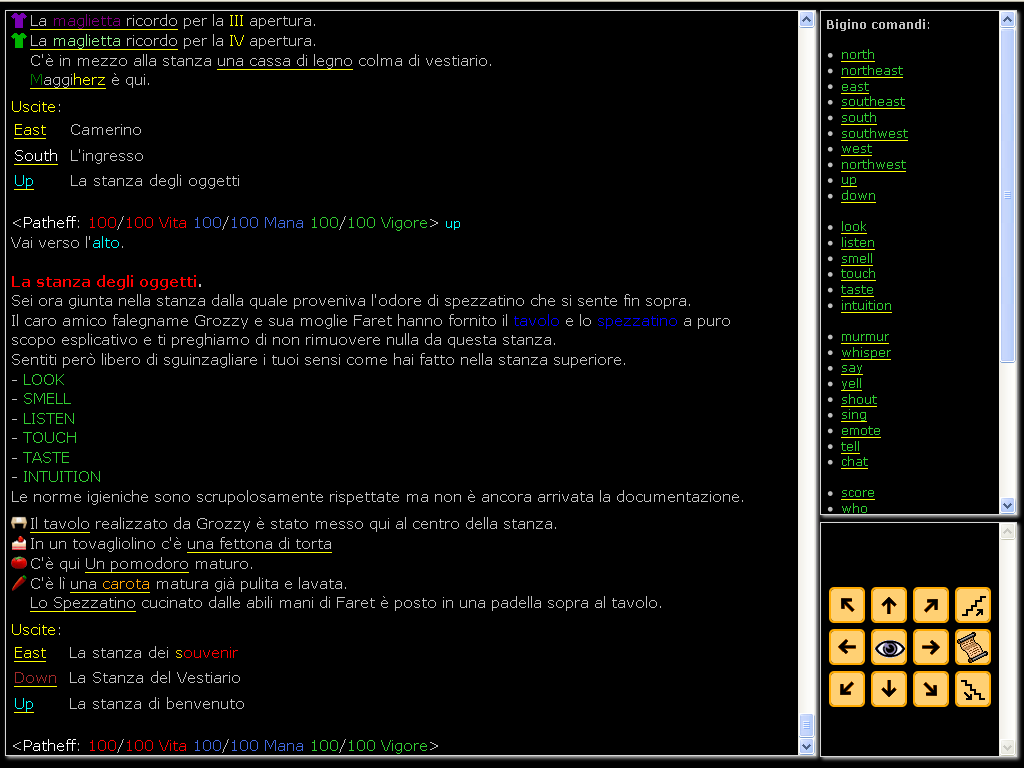 La maglietta ricordo per la III apertura.
La maglietta ricordo per la IV apertura.
C'è in mezzo alla stanza una cassa di legno colma di vestiario.
Maggiherz è qui.
Uscite:
East Camerino
South L'ingresso
Up La stanza degli oggetti
<Patheff: 100/100 Vita 100/100 Mana 100/100 Vigore> up
Vai verso l'alto.
La stanza degli oggetti.
Sei ora giunta nella stanza dalla quale proveniva l'odore di spezzatino che si sente fin sopra.
Il caro amico falegname Grozzy e sua moglie Faret hanno fornito il tavolo e lo spezzatino a puro
scopo esplicativo e ti preghiamo di non rimuovere nulla da questa stanza.
Sentiti però libero di sguinzagliare i tuoi sensi come hai fatto nella stanza superiore.
- LOOK
- SMELL
- LISTEN
- TOUCH
- TASTE
- INTUITION
Le norme igieniche sono scrupolosamente rispettate ma non è ancora arrivata la documentazione.
Il tavolo realizzato da Grozzy è stato messo qui al centro della stanza.
In un tovagliolino c'è una fettona di torta
C'è qui Un pomodoro maturo.
C'è lì una carota matura già pulita e lavata.
Lo Spezzatino cucinato dalle abili mani di Faret è posto in una padella sopra al tavolo.
Uscite:
East La stanza dei souvenir
Down La Stanza del Vestiario
Up La stanza di benvenuto
<Patheff: 100/100 Vita 100/100 Mana 100/100 Vigore>
Bigino comandi:
north
northeast
east
southeast
south
southwest
west
northwest
up
down
look
listen
smell
touch
taste
intuition
murmur
whisper
say
yell
shout
sing
emote
tell
chat
score
who